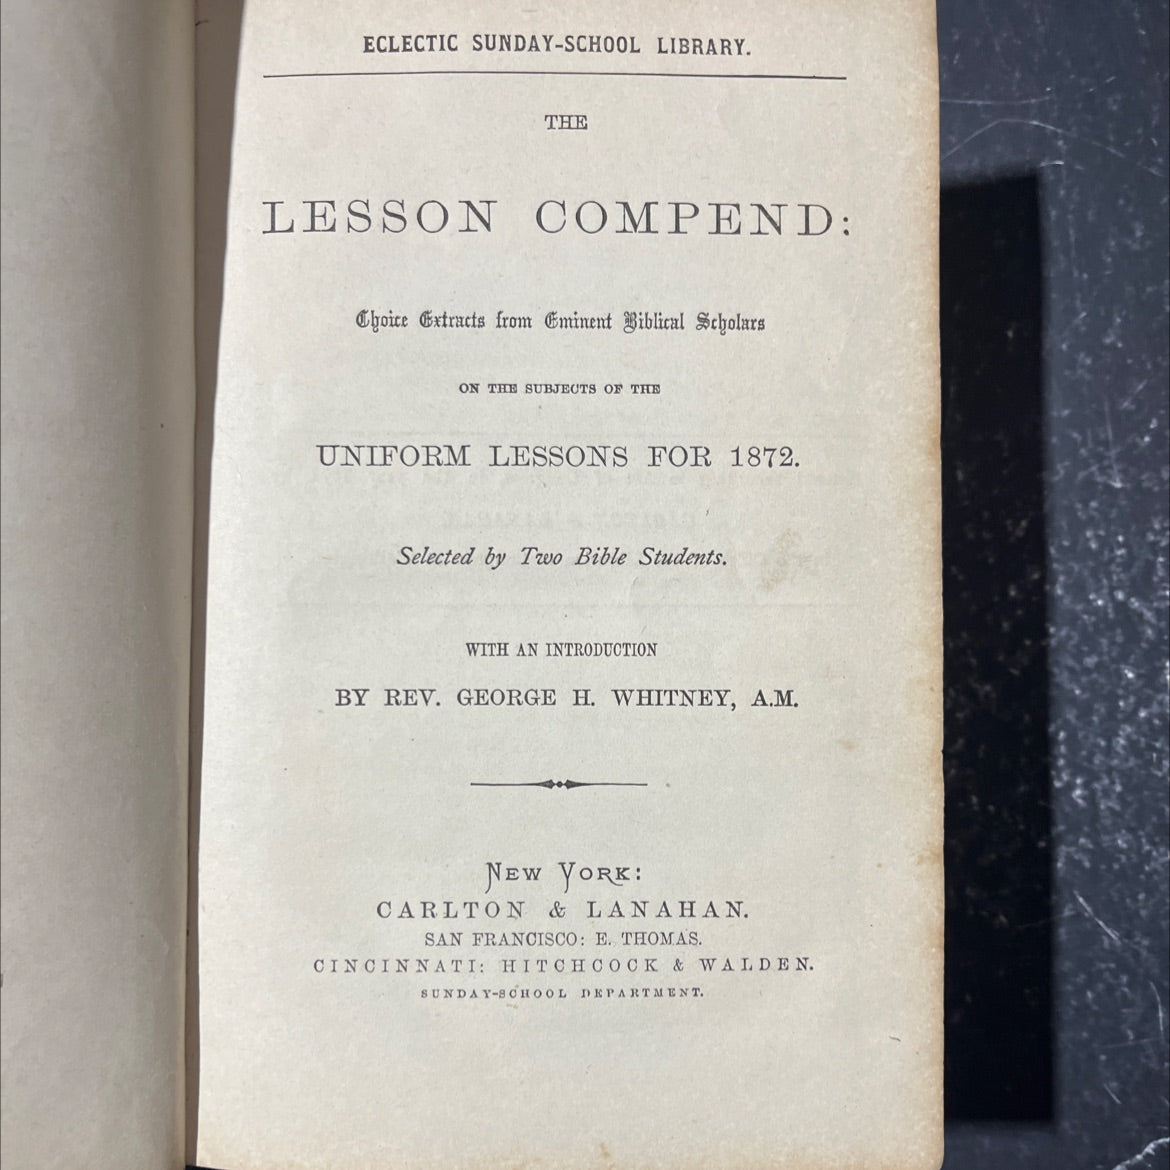 ECLECTIC SUNDAY-SCHOOL LIBRARY.
THE
LESSON COMPEND:
Choice Extracts from Eminent Biblical Scholars
ON THE SUBJECTS OF THE
UNIFORM LESSONS FOR 1872.
Selected by Two Bible Students.
WITH AN INTRODUCTION
BY REV. GEORGE H. WHITNEY, A.M.
NEW YORK:
CARLTON & LANAHAN.
SAN FRANCISCO: E. THOMAS.
CINCINNATI: HITCHCOCK & WALDEN.
SUNDAY-SCHOOL DEPARTMENT.